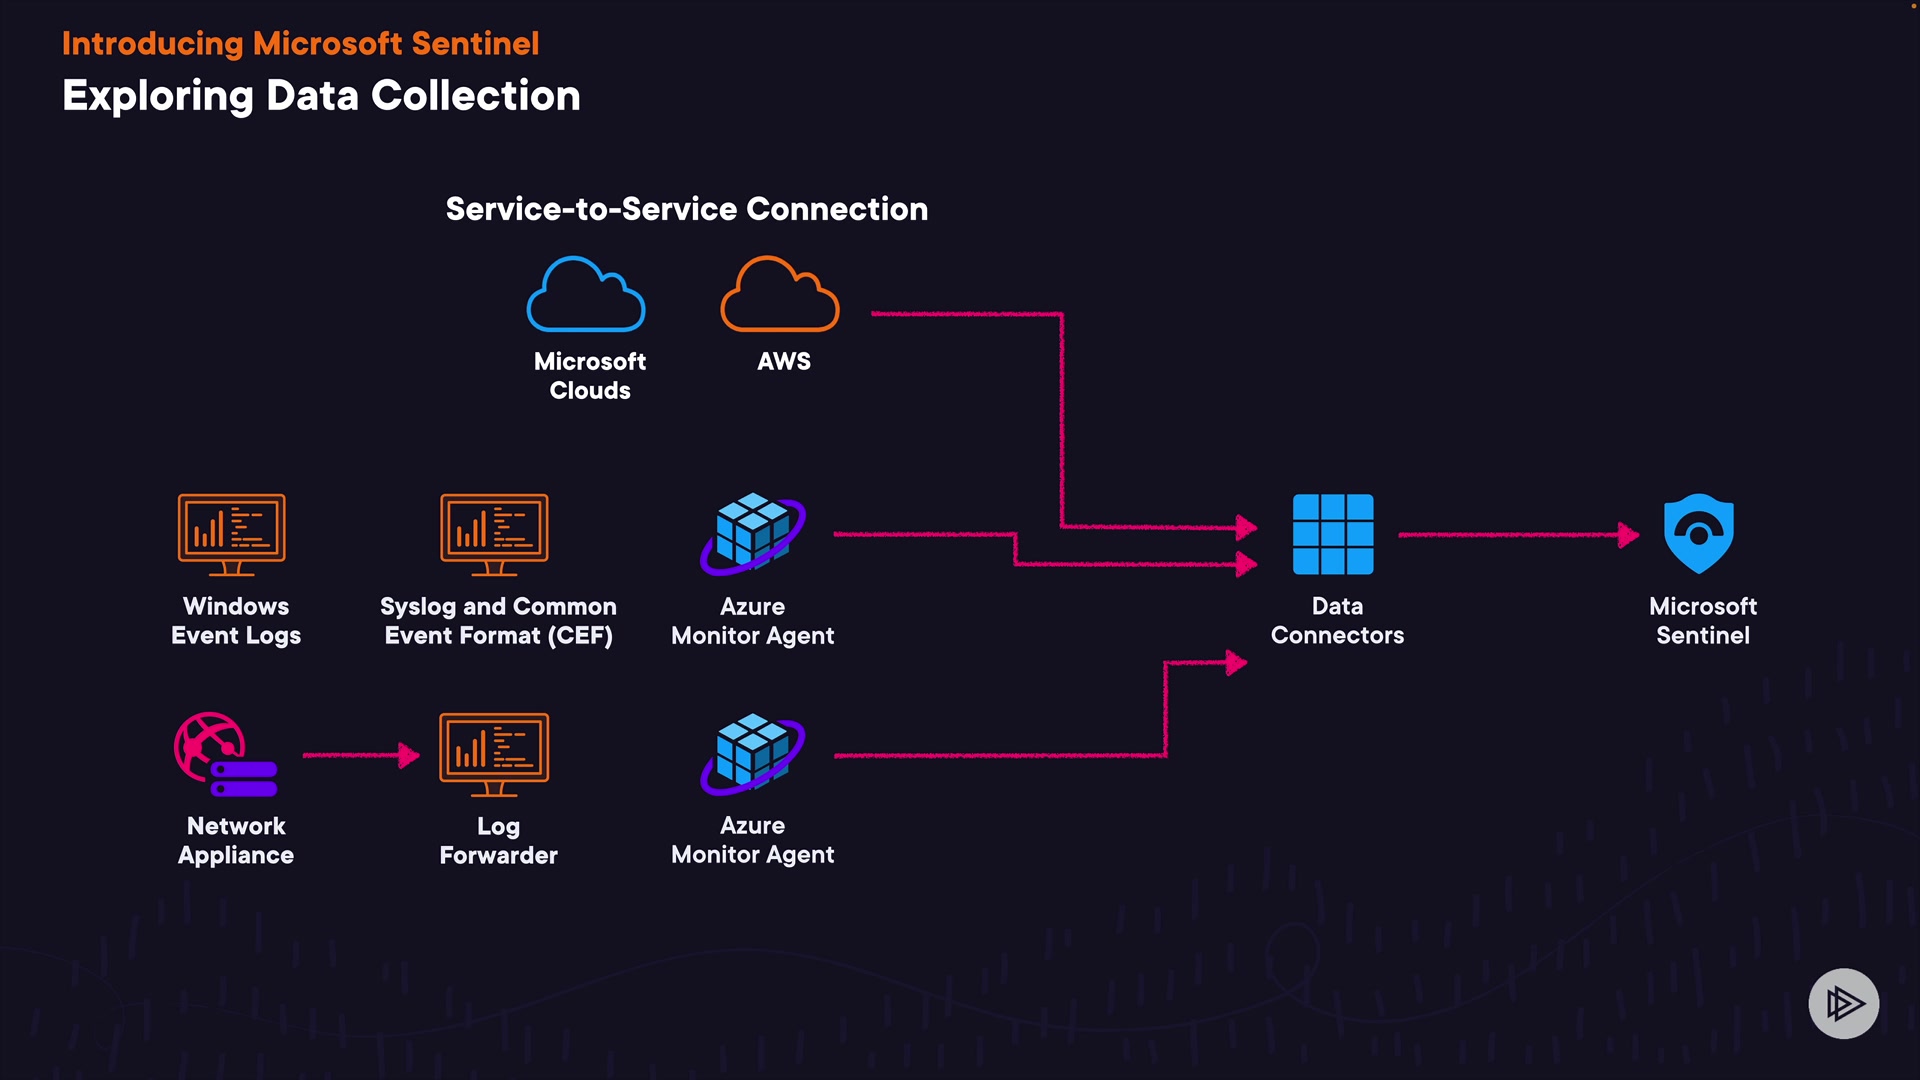 Introducing Microsoft Sentinel
Exploring Data Collection
Service-to-Service Connection
Microsoft
Clouds
AWS
Windows
Event Logs
Syslog and Common
Event Format (CEF)
Azure
Monitor Agent
Data
Connectors
Microsoft
Sentinel
Network
Appliance
Log
Forwarder
Azure
Monitor Agent